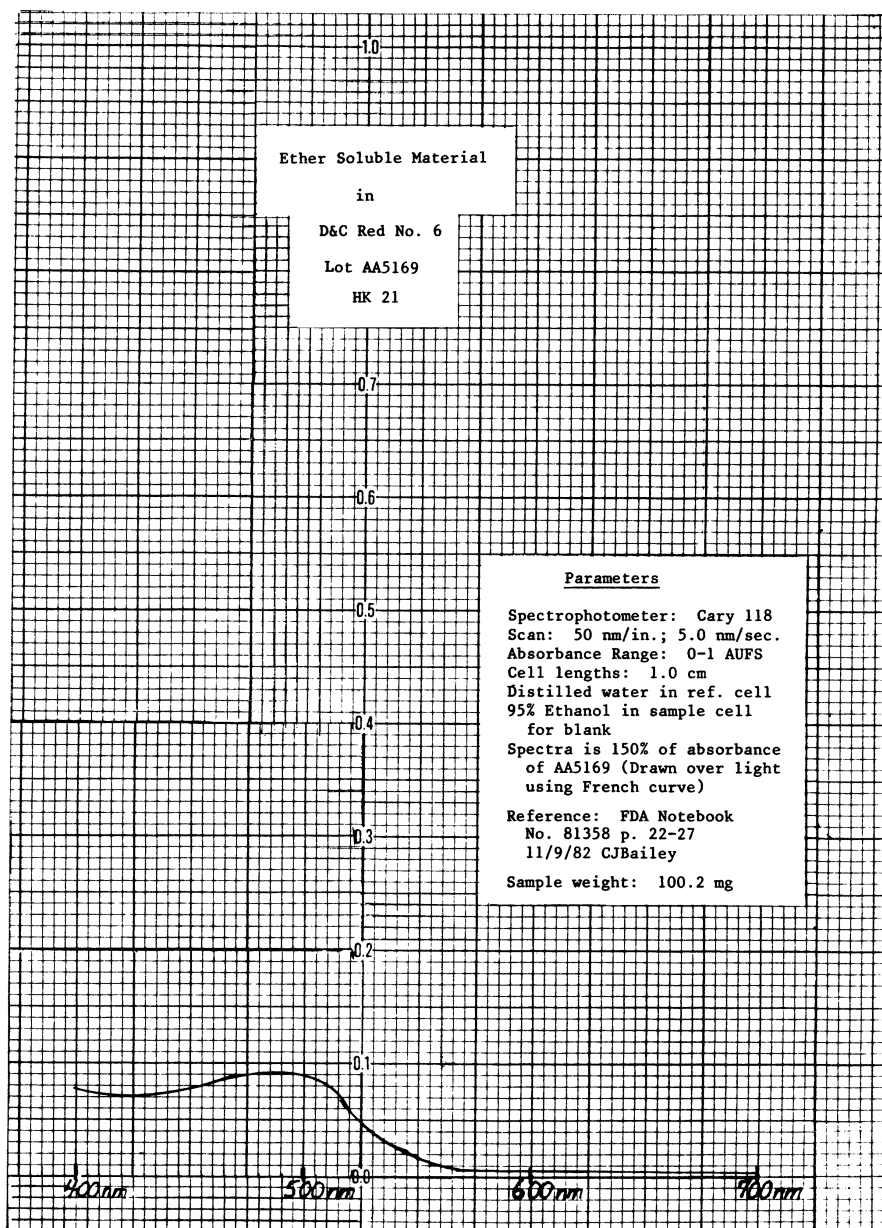 1.0
Ether Soluble Material
in
D&C Red No. 6
Lot AA5169
HK 21
0.7
0.6
0.5
Parameters
Spectrophotometer: Cary 118
Scan: 50 nm/in.; 5.0 nm/sec.
Absorbance Range: 0-1 AUFS
Cell lengths: 1.0 cm
Distilled water in ref. cell
95% Ethanol in sample cell
for blank
Spectra is 150% of absorbance
of AA5169 (Drawn over light
using French curve)
Reference: FDA Notebook
No. 81358 p. 22-27
11/9/82 CJBailey
Sample weight: 100.2 mg
0.4
0.3
0.2
0.1
0.0
400nm 500nm 600nm 700nm